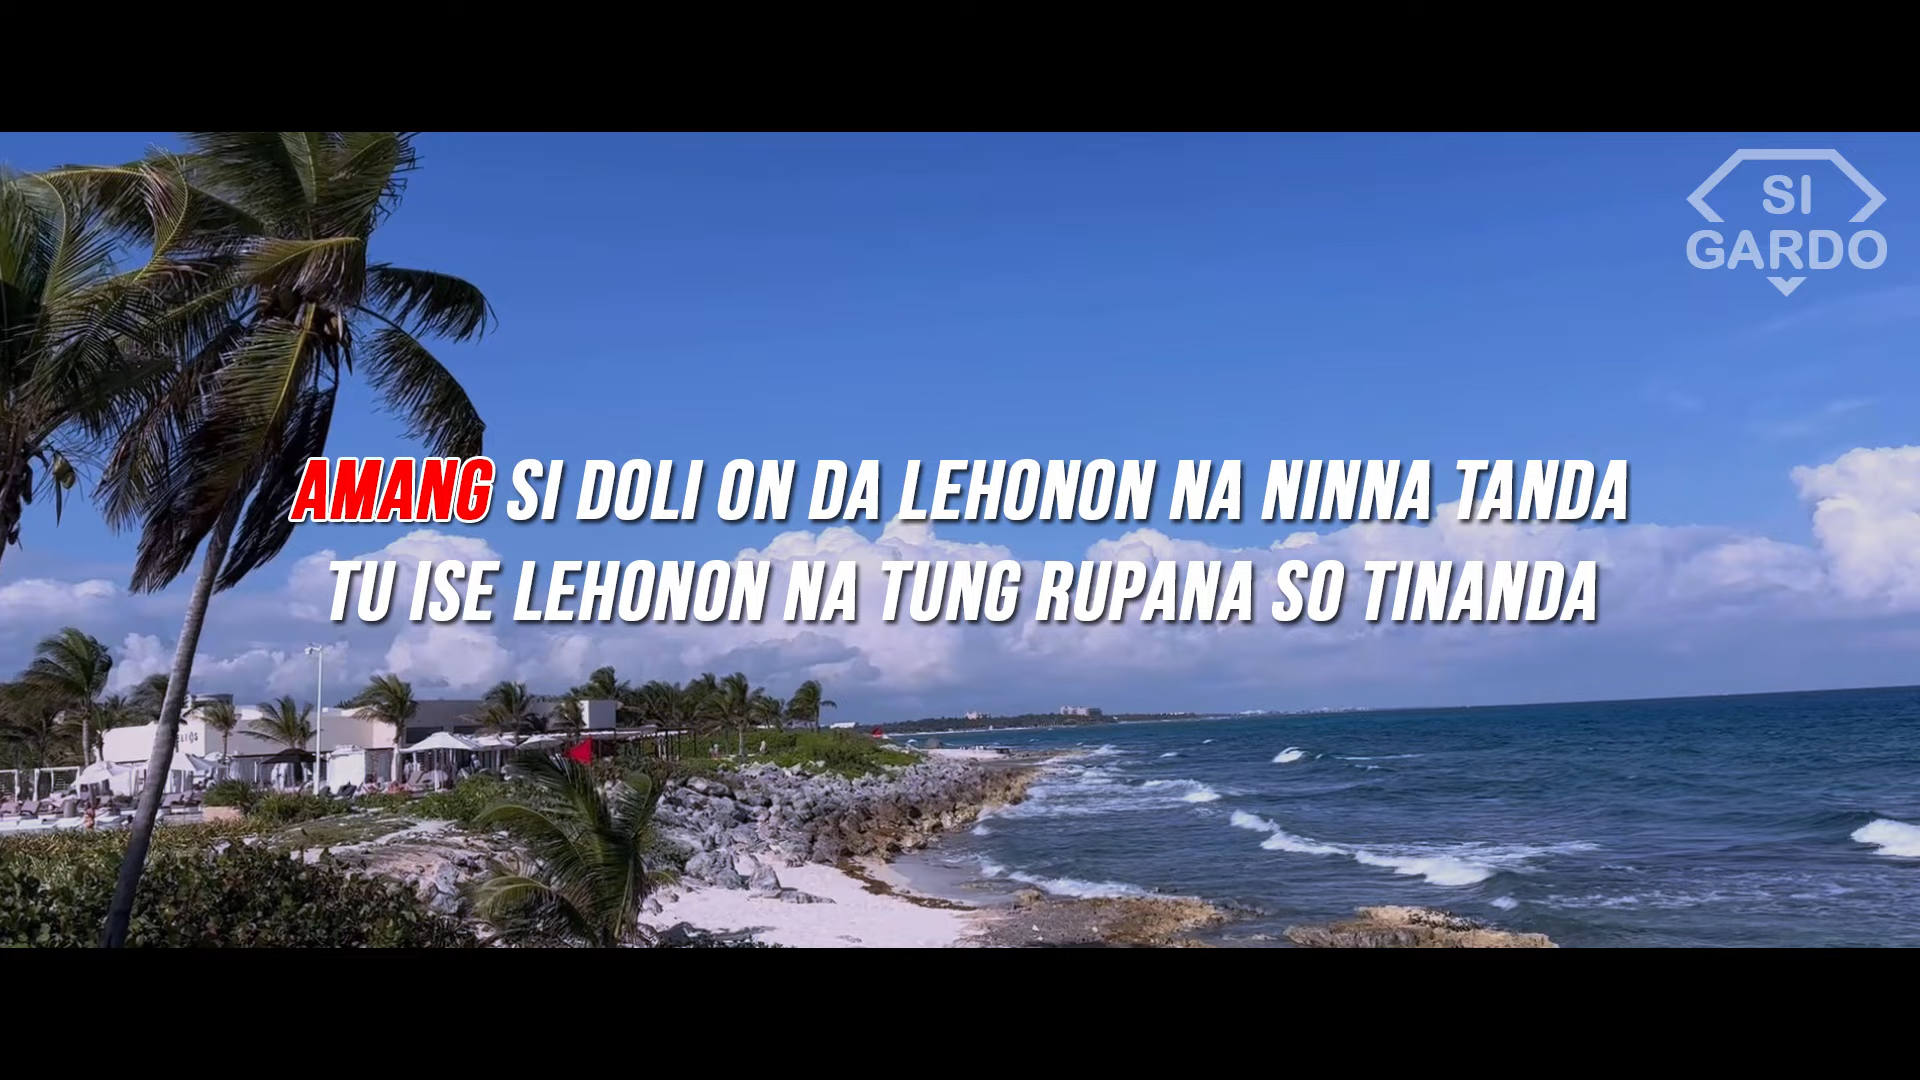 SI
GARDO
AMANG SI DOLI ON DA LEHONON NA NINNA TANDA
TU ISE LEHONON NA TUNG RUPANA SO TINANDA